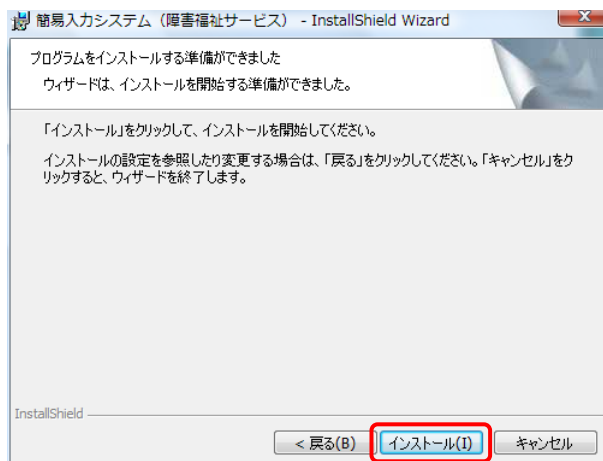 簡易入力システム（障害福祉サービス） - InstallShield Wizard
プログラムをインストールする準備ができました
ウィザードは、インストールを開始する準備ができました。
「インストール」をクリックして、インストールを開始してください。
インストールの設定を参照したり変更する場合は、「戻る」をクリックしてください。「キャンセル」をク
リックすると、ウィザードを終了します。
InstallShield
< 戻る(B) インストール(I) キャンセル